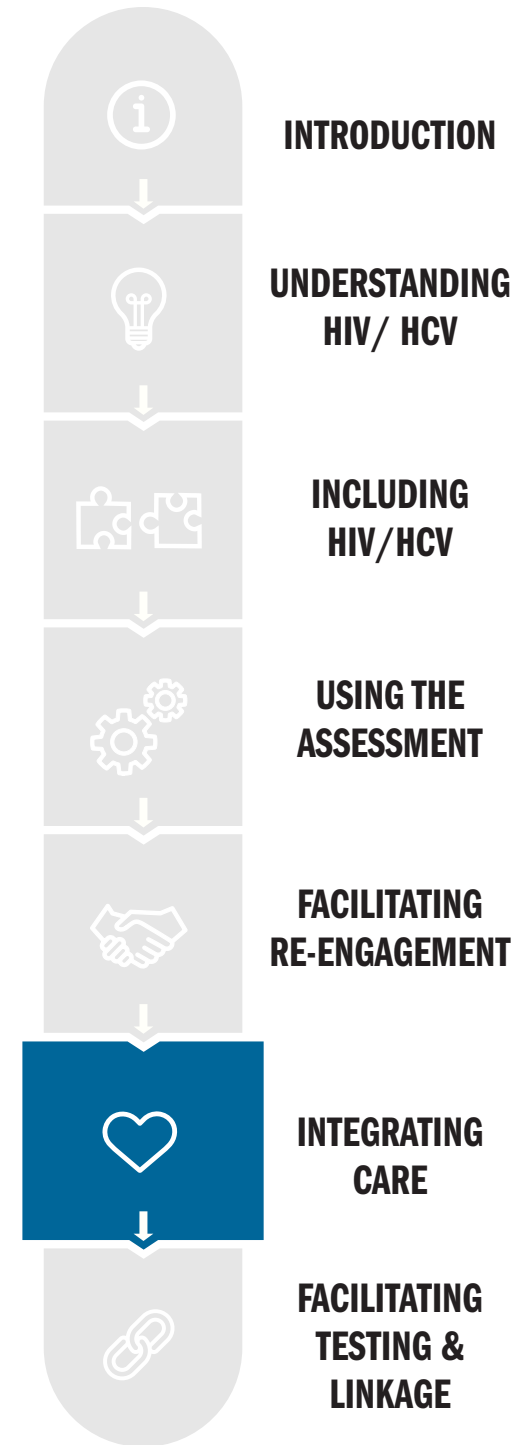 INTRODUCTION
UNDERSTANDING
HIV/ HCV
INCLUDING
HIV/HCV
USING THE
ASSESSMENT
FACILITATING
RE-ENGAGEMENT
INTEGRATING
CARE
FACILITATING
TESTING &
LINKAGE